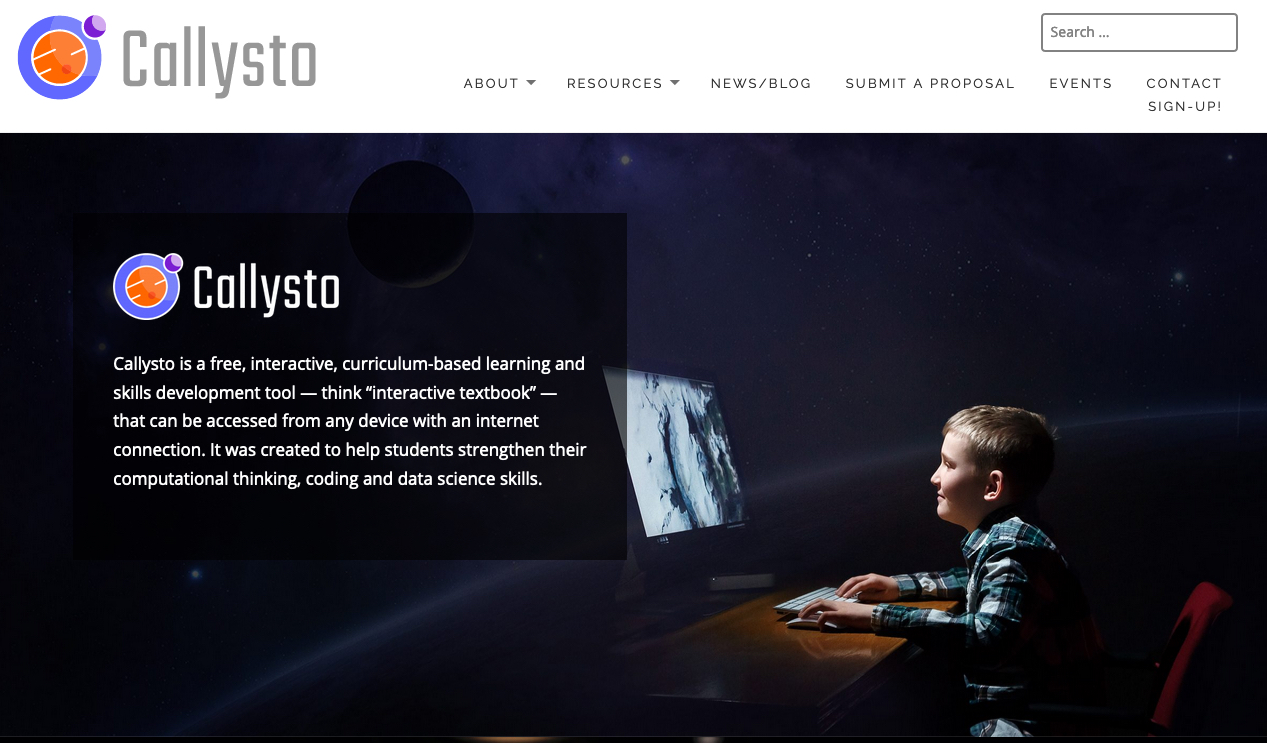 Callysto
Search ...
ABOUT RESOURCES NEWS/BLOG SUBMIT A PROPOSAL EVENTS CONTACT
SIGN-UP!
Callysto
Callysto is a free, interactive, curriculum-based learning and
skills development tool — think “interactive textbook” —
that can be accessed from any device with an internet
connection. It was created to help students strengthen their
computational thinking, coding and data science skills.